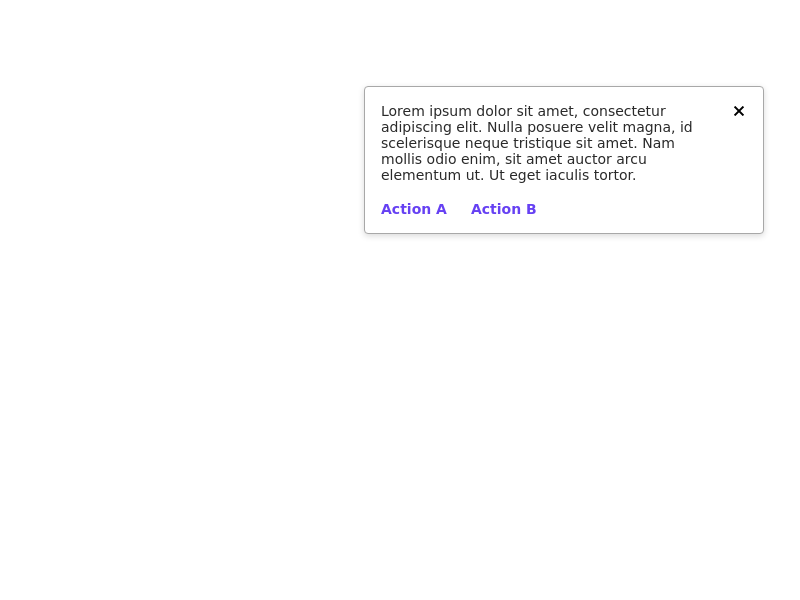 Lorem ipsum dolor sit amet, consectetur
adipiscing elit. Nulla posuere velit magna, id
scelerisque neque tristique sit amet. Nam
mollis odio enim, sit amet auctor arcu
elementum ut. Ut eget iaculis tortor.
Action A Action B